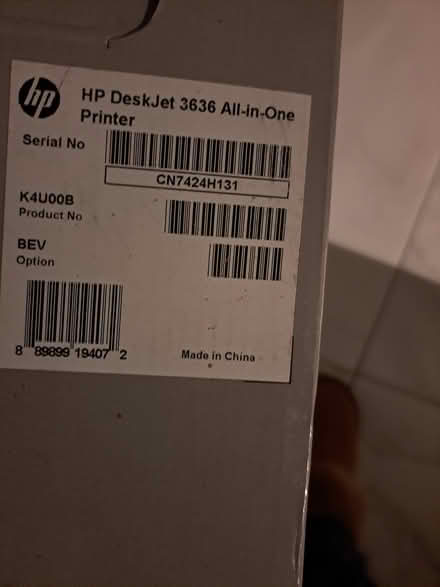 hp
HP DeskJet 3636 All-in-One
Printer
Serial No
CN7424H131
K4U00B
Product No
BEV
Option
8 89899 19407 2
Made in China